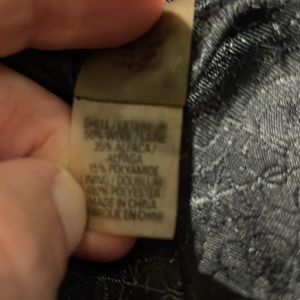 SHELL/EXTERIEUR
50% WOOL/LAINE
35% ALPACA/
ALPAGA
15% POLYAMIDE
LINING/DOUBLURE
100% POLYESTER
MADE IN CHINA
FABRIQUE EN CHINE